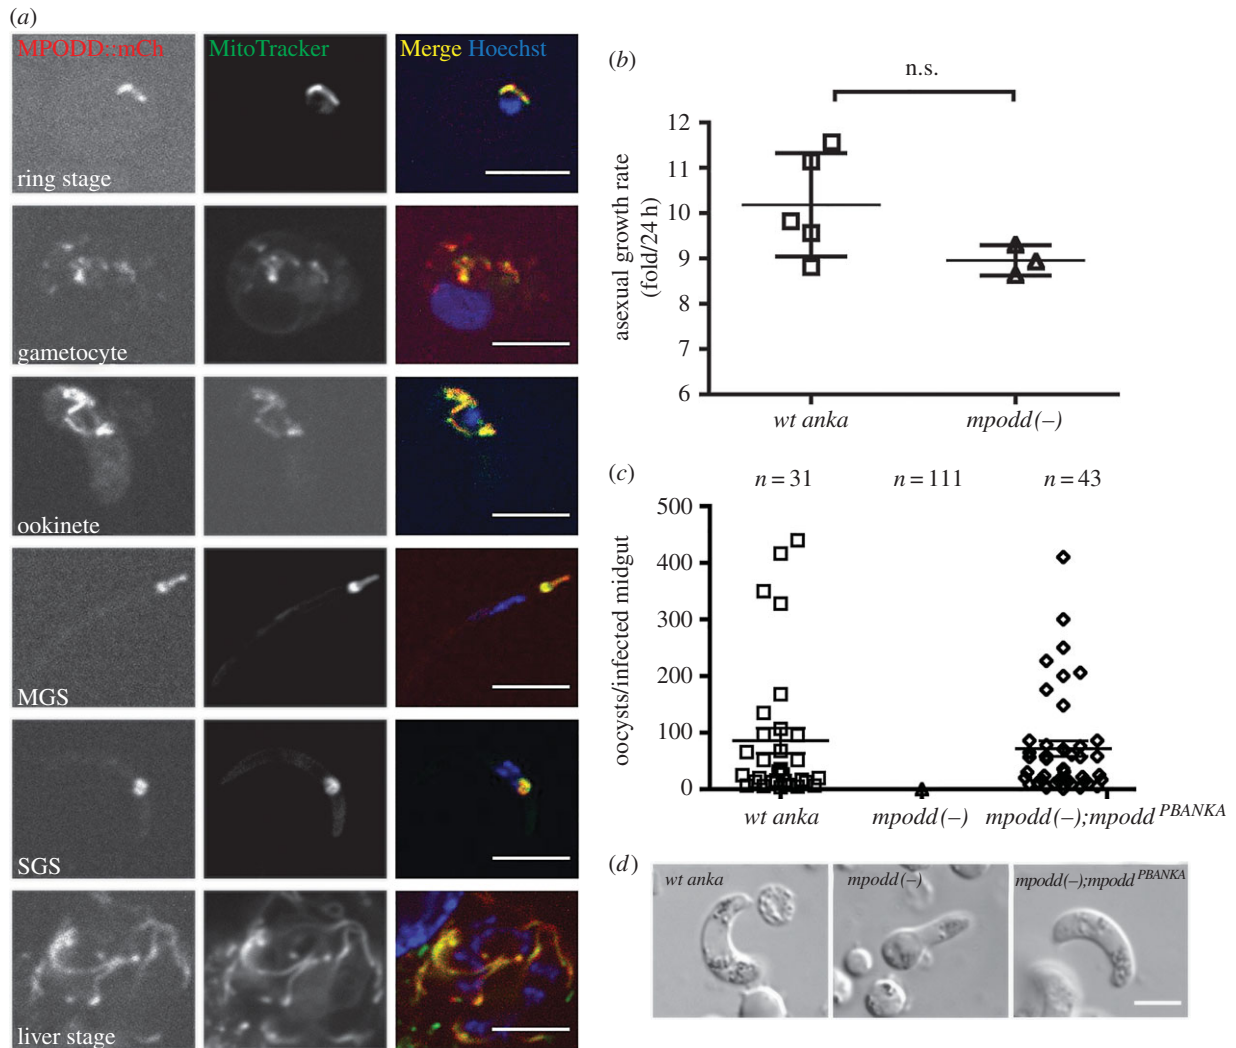 (a)
MPODD::mCh MitoTracker Merge Hoechst
ring stage
gametocyte
ookinete
MGS
SGS
liver stage
(b)
n.s.
asexual growth rate
(fold/24 h)
12
11
10
9
8
7
6
wt anka mpodd(–)
(c)
n = 31 n = 111 n = 43
oocysts/infected midgut
500
400
300
200
100
0
wt anka mpodd(–) mpodd(–);mpodd PBANKA
(d)
wt anka mpodd(–) mpodd(–);mpodd PBANKA